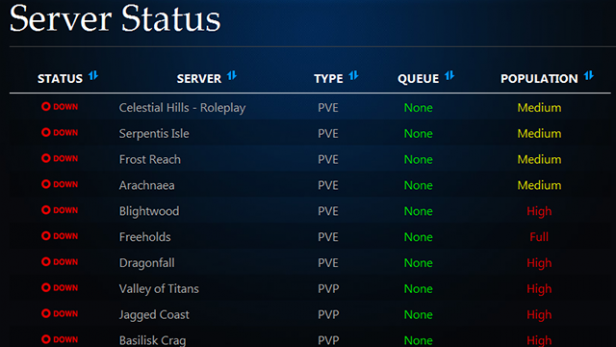 Server Status
STATUS SERVER TYPE QUEUE POPULATION
DOWN Celestial Hills - Roleplay PVE None Medium
DOWN Serpentis Isle PVE None Medium
DOWN Frost Reach PVE None Medium
DOWN Arachnaea PVE None Medium
DOWN Blightwood PVE None High
DOWN Freeholds PVE None Full
DOWN Dragonfall PVE None High
DOWN Valley of Titans PVP None High
DOWN Jagged Coast PVP None High
DOWN Basilisk Crag PVP None High